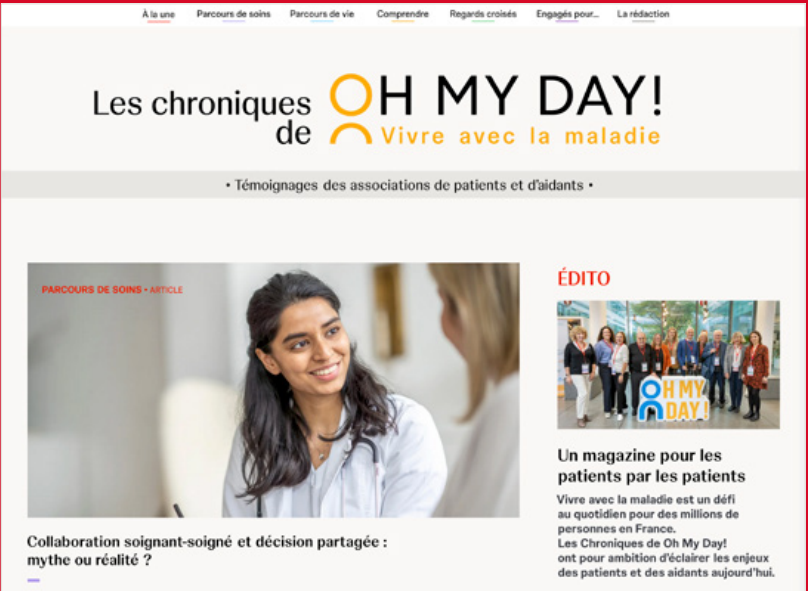 À la une Parcours de soins Parcours de vie Comprendre Regards croisés Engagés pour... La rédaction
Les chroniques
de
OH MY DAY!
Vivre avec la maladie
• Témoignages des associations de patients et d'aidants •
PARCOURS DE SOINS • ARTICLE
Collaboration soignant-soigné et décision partagée :
mythe ou réalité ?
ÉDITO
OH MY
DAY!
Un magazine pour les
patients par les patients
Vivre avec la maladie est un défi
au quotidien pour des millions de
personnes en France.
Les Chroniques de Oh My Day!
ont pour ambition d'éclairer les enjeux
des patients et des aidants aujourd'hui.